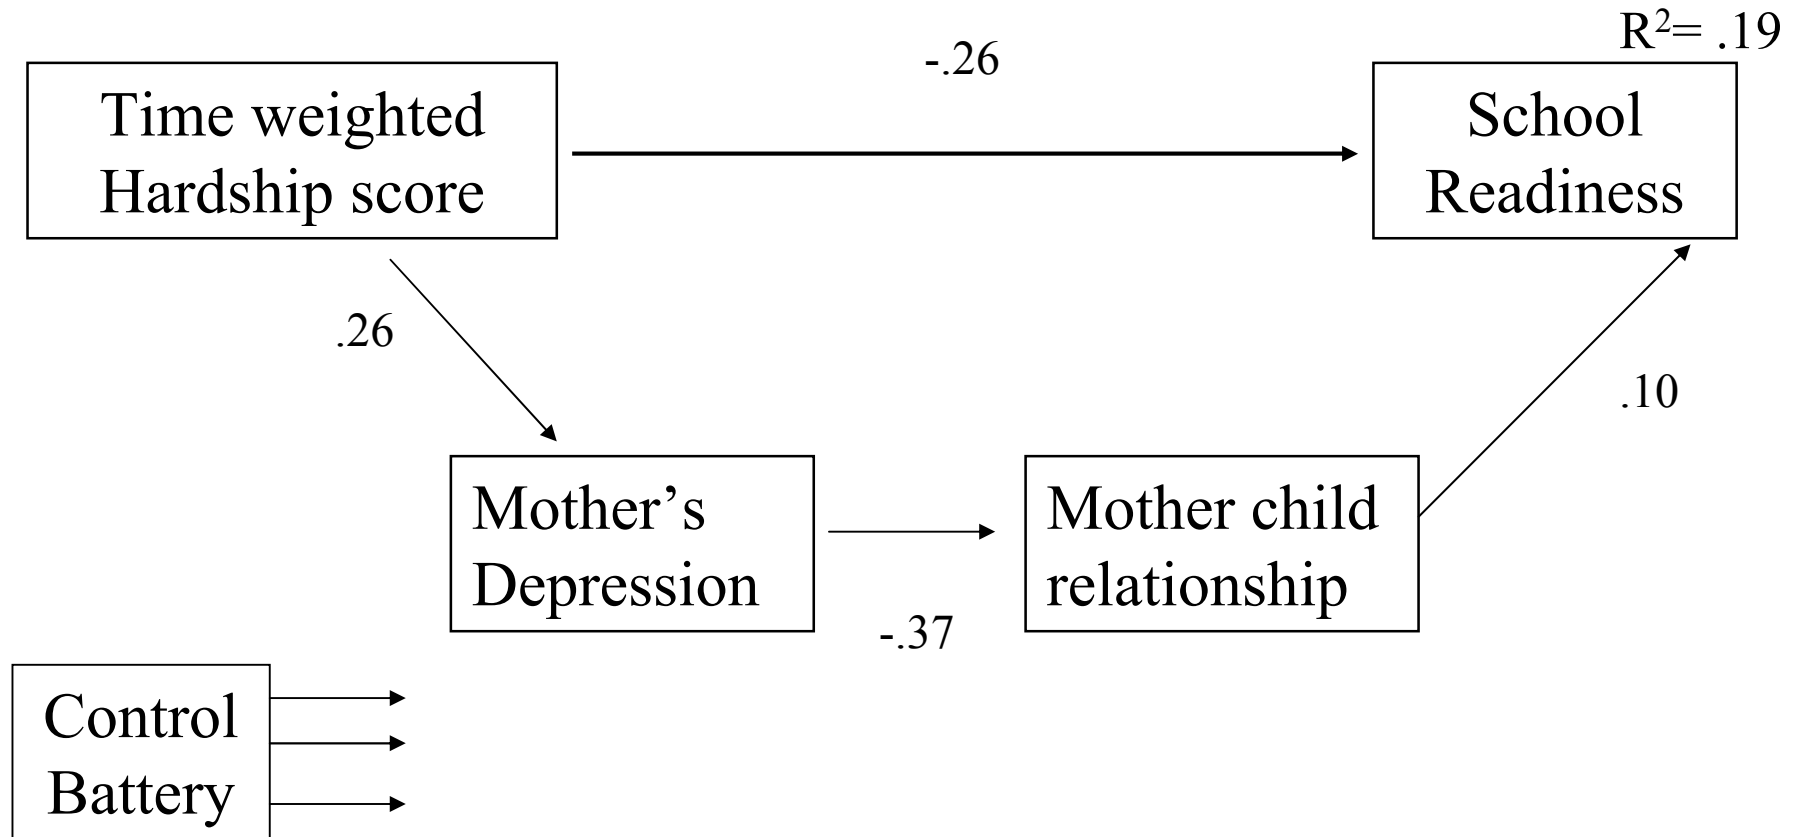 R²= .19
-.26
Time weighted
Hardship score
School
Readiness
.26
.10
Mother’s
Depression
Mother child
relationship
-.37
Control
Battery